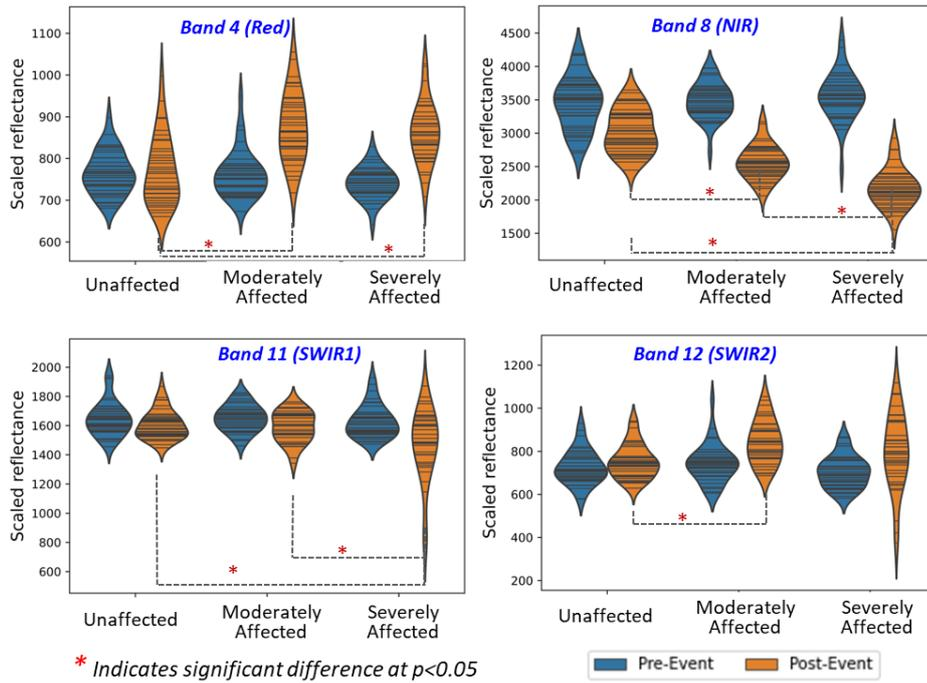 Band 4 (Red)
Scaled reflectance
1100
1000
900
800
700
600
*
*
Unaffected
Moderately
Affected
Severely
Affected
Band 8 (NIR)
Scaled reflectance
4500
4000
3500
3000
2500
2000
1500
*
*
*
Unaffected
Moderately
Affected
Severely
Affected
Band 11 (SWIR1)
Scaled reflectance
2000
1800
1600
1400
1200
1000
800
600
*
*
Unaffected
Moderately
Affected
Severely
Affected
Band 12 (SWIR2)
Scaled reflectance
1200
1000
800
600
400
200
*
Unaffected
Moderately
Affected
Severely
Affected
* Indicates significant difference at p<0.05
Pre-Event
Post-Event